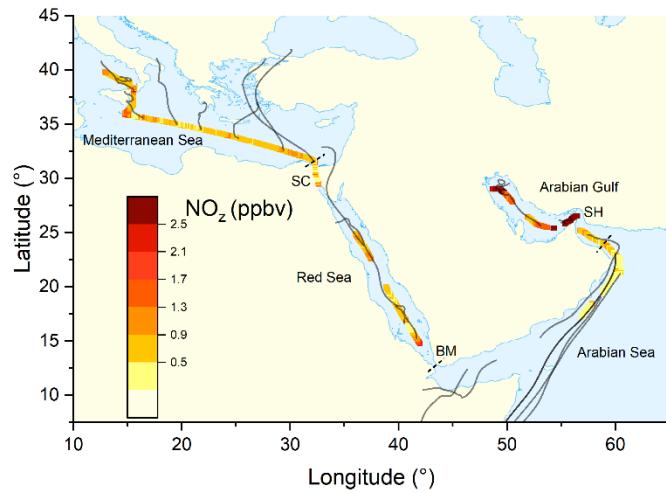 45
40
35
30
25
20
15
10
Latitude (°)
Mediterranean Sea
SC
Arabian Gulf
SH
NOz (ppbv)
2.5
2.1
1.7
1.3
0.9
0.5
Red Sea
BM
Arabian Sea
10 20 30 40 50 60
Longitude (°)